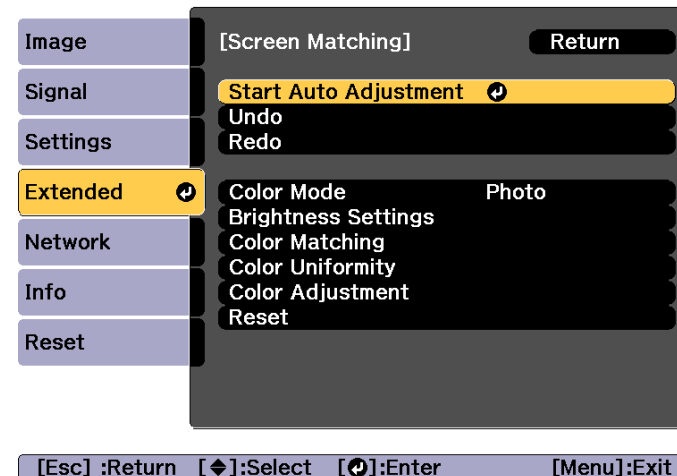 Image
Signal
Settings
Extended
Network
Info
Reset
[Screen Matching] Return
Start Auto Adjustment
Undo
Redo
Color Mode Photo
Brightness Settings
Color Matching
Color Uniformity
Color Adjustment
Reset
[Esc] :Return [◆]:Select [⏎]:Enter [Menu]:Exit